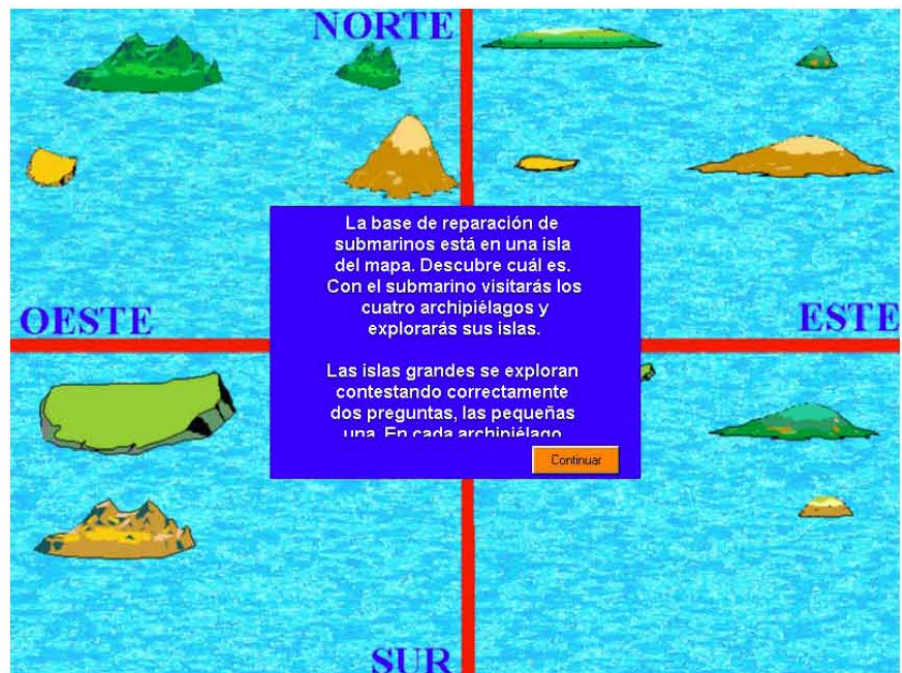 NORTE
OESTE
ESTE
La base de reparación de
submarinos está en una isla
del mapa. Descubre cuál es.
Con el submarino visitarás los
cuatro archipiélagos y
explorarás sus islas.
Las islas grandes se exploran
contestando correctamente
dos preguntas, las pequeñas
una. En cada archipiélago
Continuar
SUR